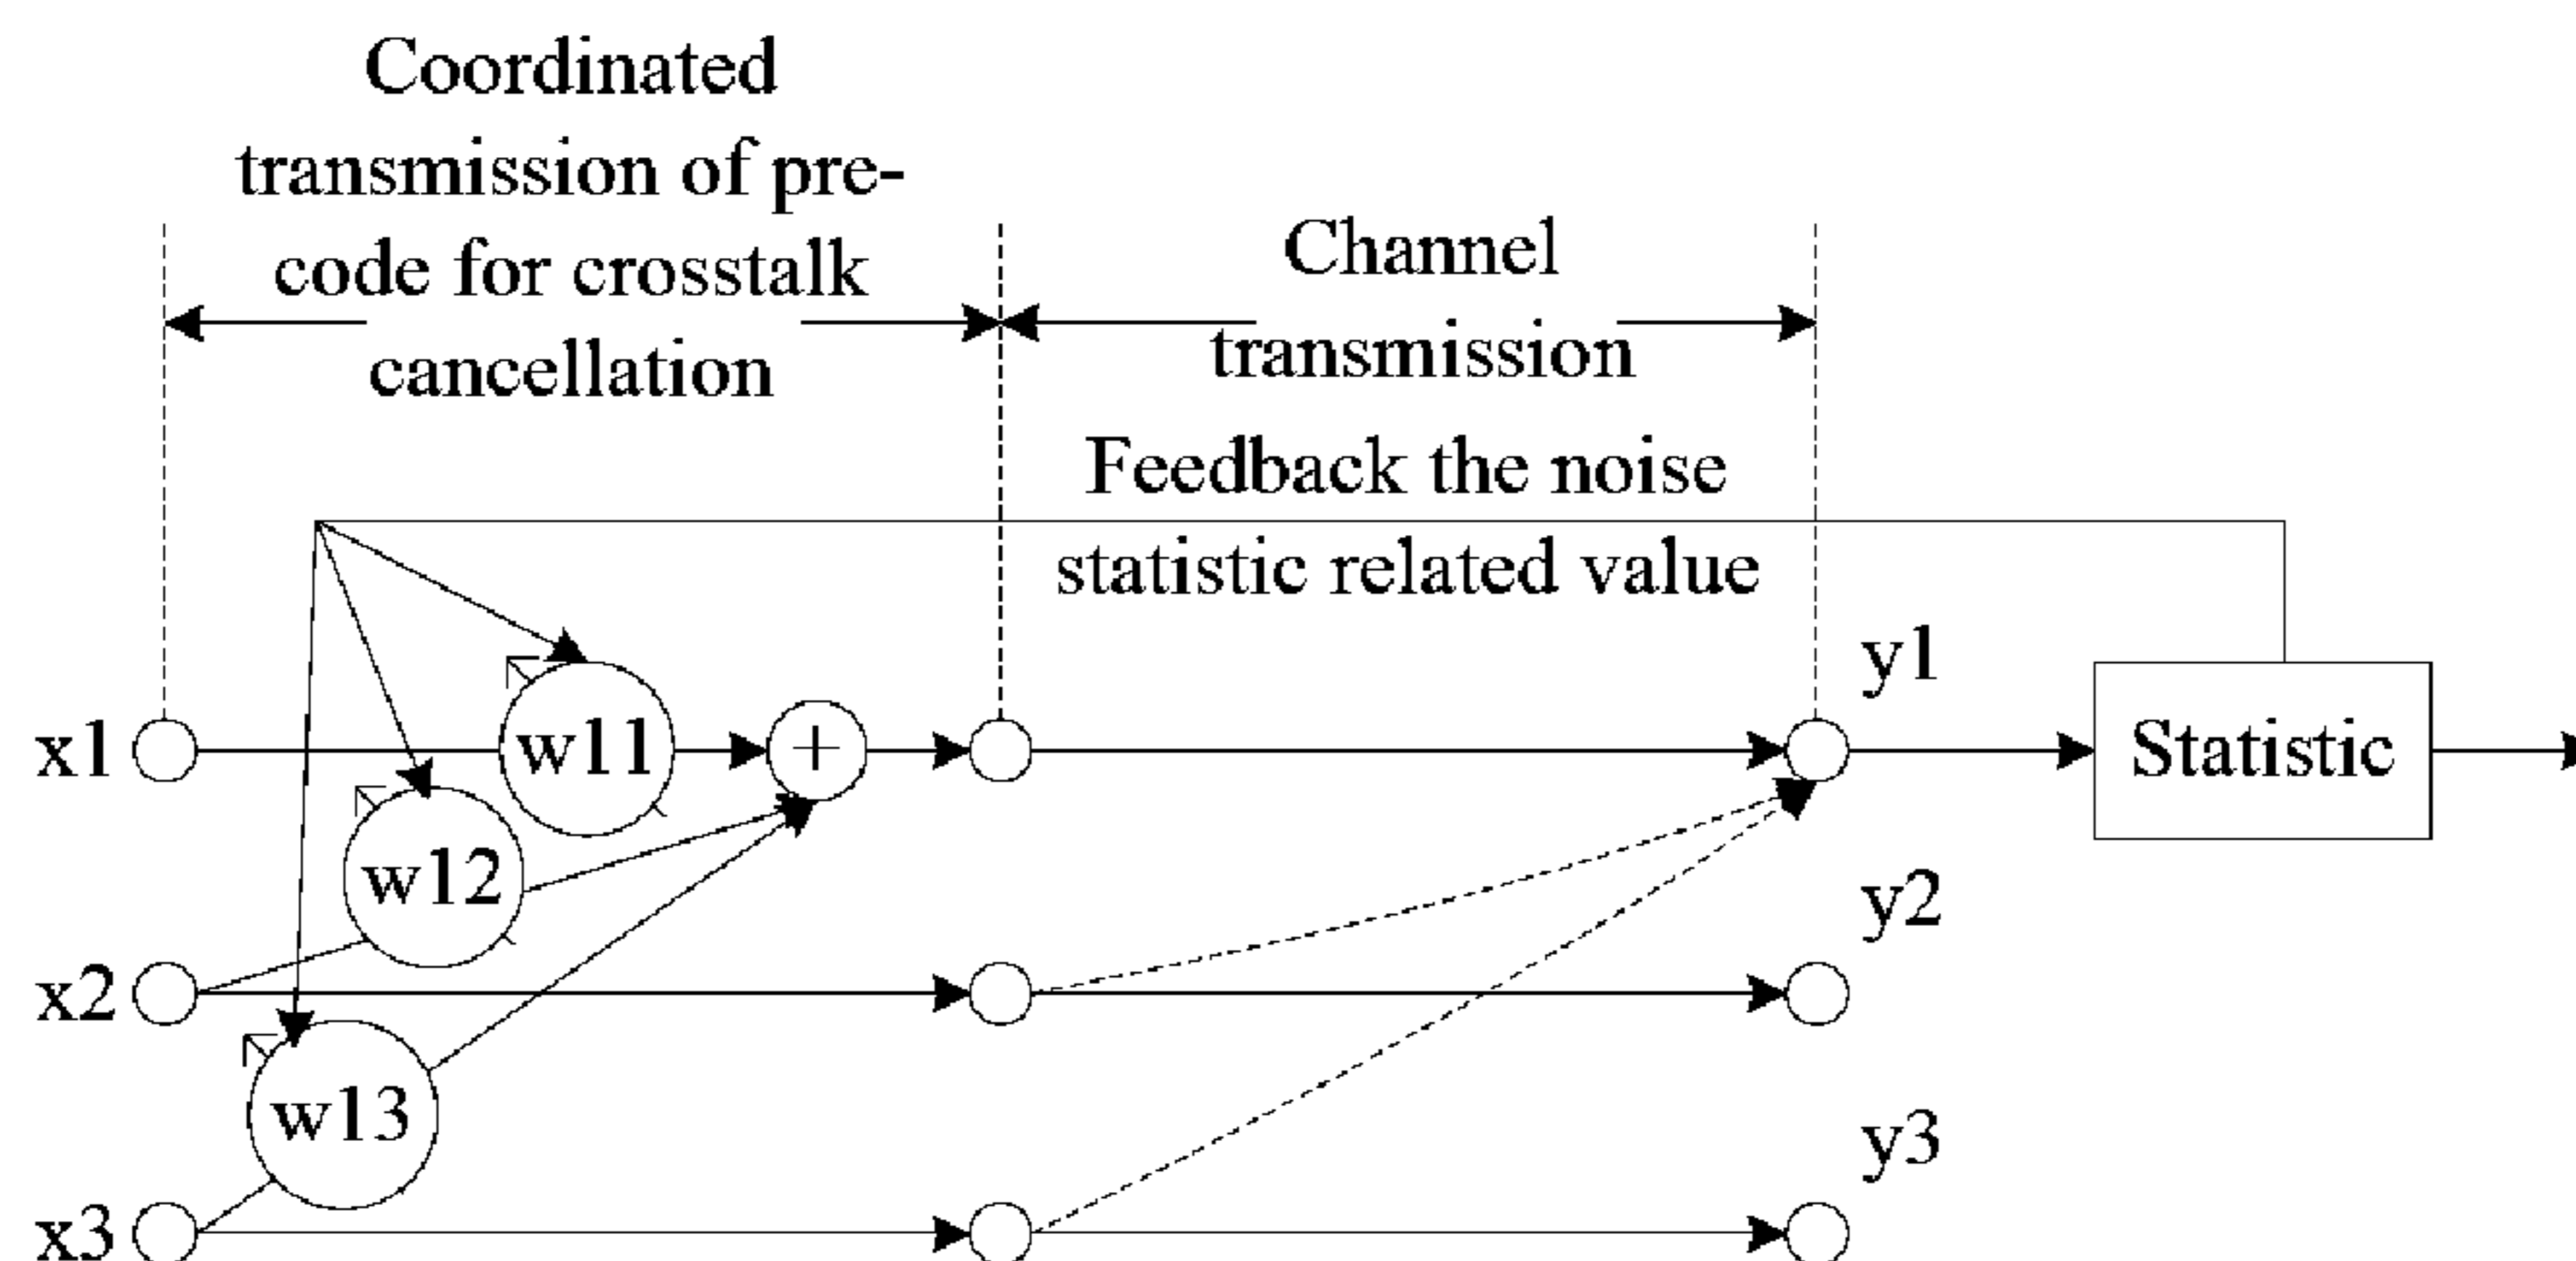 Coordinated
transmission of pre-
code for crosstalk
cancellation
Channel
transmission
Feedback the noise
statistic related value
y1
x1
w11
+
Statistic
w12
y2
x2
w13
y3
x3